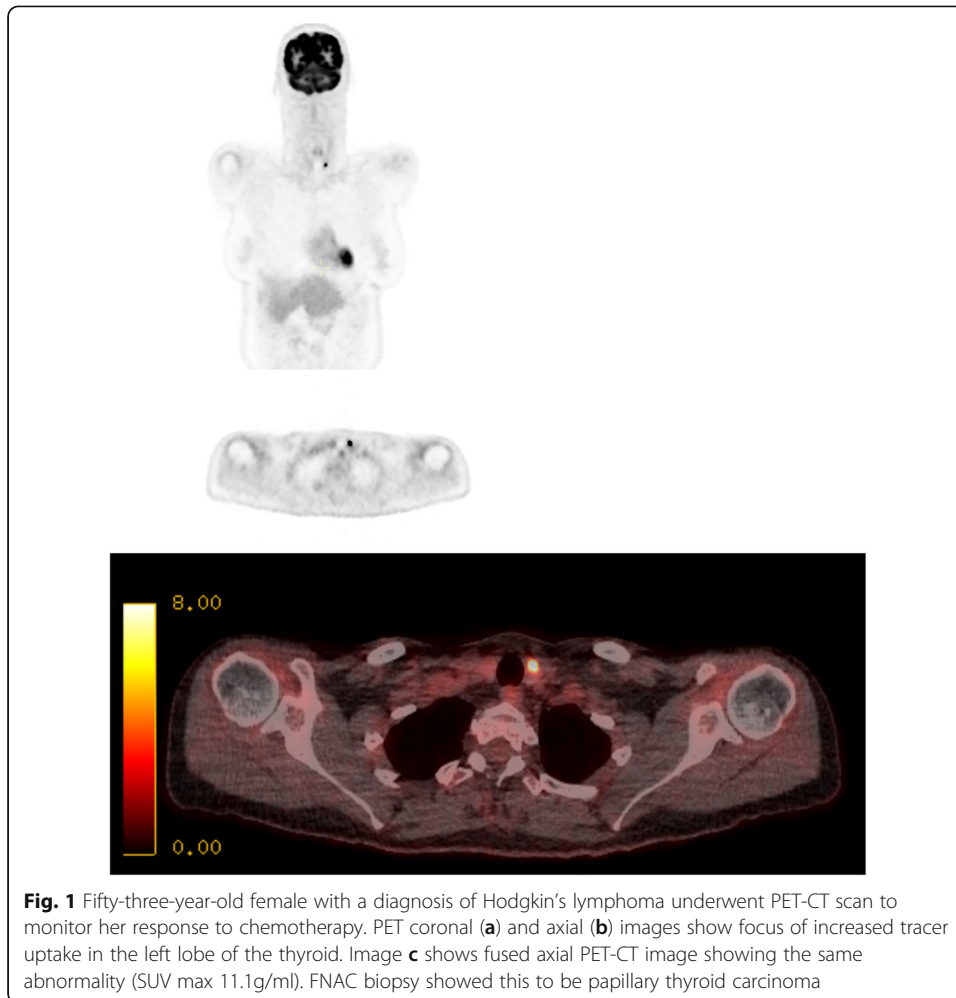 8.00
0.00
Fig. 1 Fifty-three-year-old female with a diagnosis of Hodgkin's lymphoma underwent PET-CT scan to
monitor her response to chemotherapy. PET coronal (a) and axial (b) images show focus of increased tracer
uptake in the left lobe of the thyroid. Image c shows fused axial PET-CT image showing the same
abnormality (SUV max 11.1g/ml). FNAC biopsy showed this to be papillary thyroid carcinoma